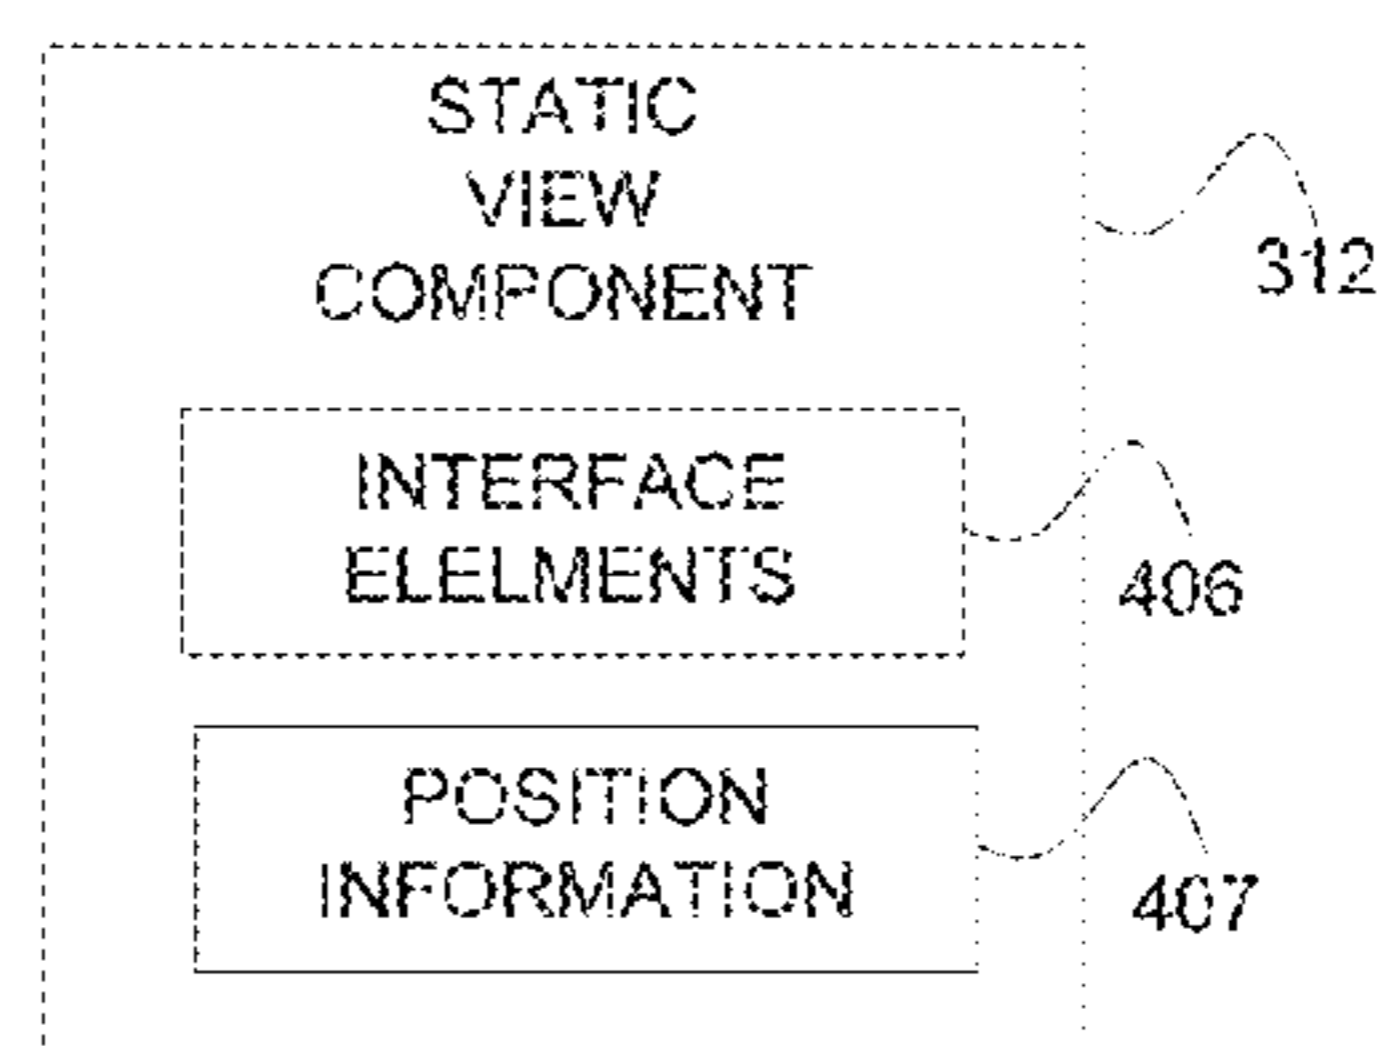 STATIC
VIEW
COMPONENT
312
INTERFACE
ELELMENTS
406
POSITION
INFORMATION
407